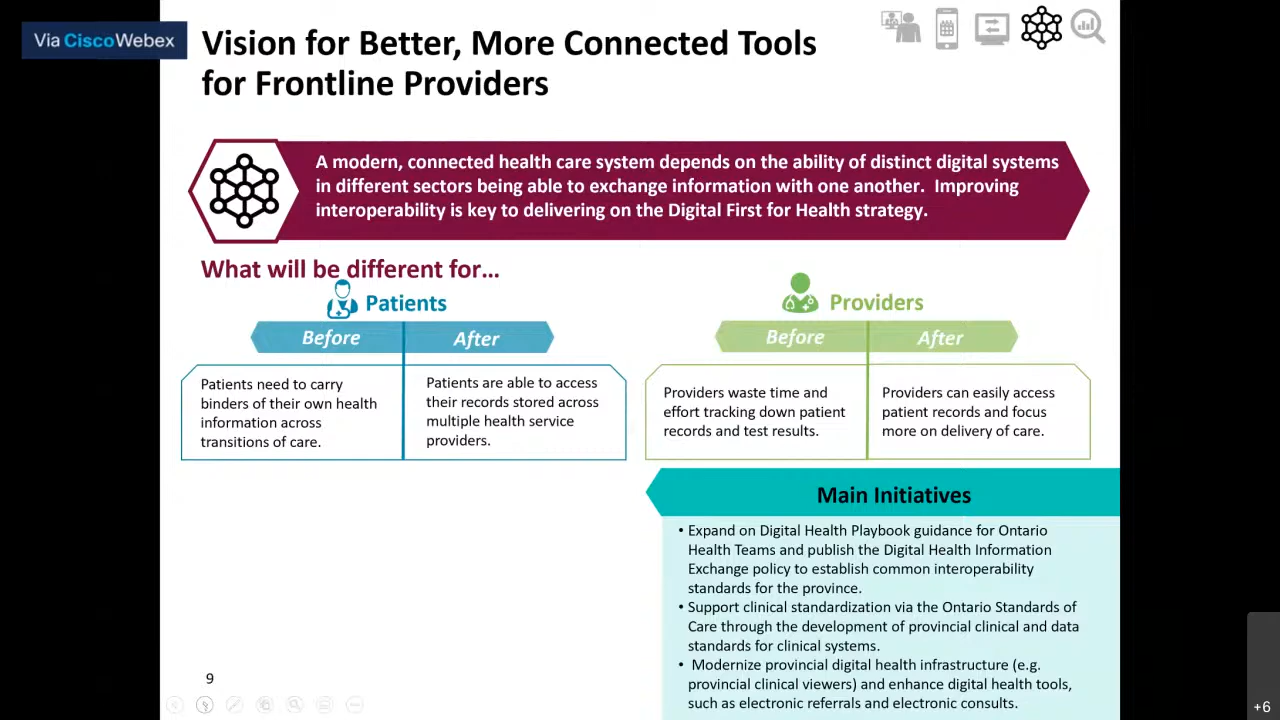 Via Cisco Webex
Vision for Better, More Connected Tools
for Frontline Providers
A modern, connected health care system depends on the ability of distinct digital systems
in different sectors being able to exchange information with one another.  Improving
interoperability is key to delivering on the Digital First for Health strategy.
What will be different for...
Patients
Before
After
Patients need to carry
binders of their own health
information across
transitions of care.
Patients are able to access
their records stored across
multiple health service
providers.
Providers
Before
After
Providers waste time and
effort tracking down patient
records and test results.
Providers can easily access
patient records and focus
more on delivery of care.
Main Initiatives
• Expand on Digital Health Playbook guidance for Ontario
Health Teams and publish the Digital Health Information
Exchange policy to establish common interoperability
standards for the province.
• Support clinical standardization via the Ontario Standards of
Care through the development of provincial clinical and data
standards for clinical systems.
• Modernize provincial digital health infrastructure (e.g.
provincial clinical viewers) and enhance digital health tools,
such as electronic referrals and electronic consults.
9
+6